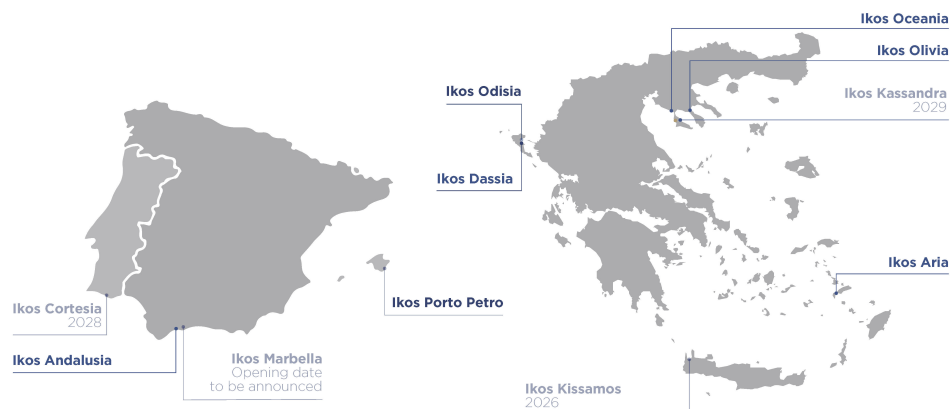 Ikos Oceania
Ikos Olivia
Ikos Odisia
Ikos Kassandra
2029
Ikos Dassia
Ikos Aria
Ikos Porto Petro
Ikos Cortesia
2028
Ikos Andalusia
Ikos Marbella
Opening date
to be announced
Ikos Kissamos
2026